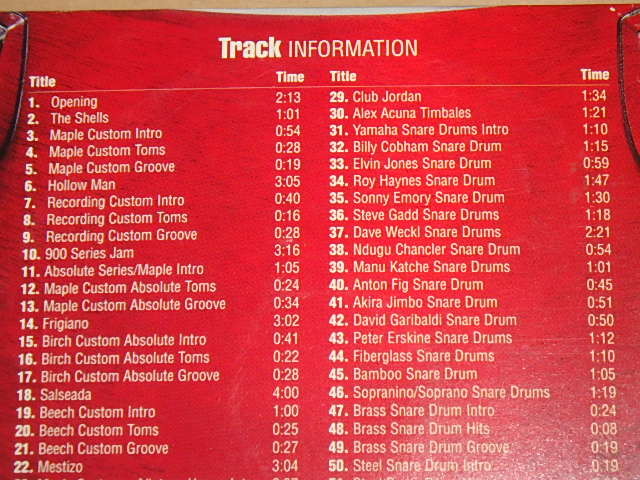 Track INFORMATION
Title Time
1. Opening 2:13
2. The Shells 1:01
3. Maple Custom Intro 0:54
4. Maple Custom Toms 0:28
5. Maple Custom Groove 0:19
6. Hollow Man 3:05
7. Recording Custom Intro 0:40
8. Recording Custom Toms 0:16
9. Recording Custom Groove 0:28
10. 900 Series Jam 3:16
11. Absolute Series/Maple Intro 1:05
12. Maple Custom Absolute Toms 0:24
13. Maple Custom Absolute Groove 0:34
14. Frigiano 3:02
15. Birch Custom Absolute Intro 0:41
16. Birch Custom Absolute Toms 0:22
17. Birch Custom Absolute Groove 0:28
18. Salseada 4:00
19. Beech Custom Intro 1:00
20. Beech Custom Toms 0:25
21. Beech Custom Groove 0:27
22. Mestizo 3:04
Title Time
29. Club Jordan 1:34
30. Alex Acuna Timbales 1:21
31. Yamaha Snare Drums Intro 1:10
32. Billy Cobham Snare Drum 1:15
33. Elvin Jones Snare Drum 0:59
34. Roy Haynes Snare Drum 1:47
35. Sonny Emory Snare Drum 1:30
36. Steve Gadd Snare Drums 1:18
37. Dave Weckl Snare Drums 2:21
38. Ndugu Chancler Snare Drum 0:54
39. Manu Katche Snare Drums 1:01
40. Anton Fig Snare Drum 0:45
41. Akira Jimbo Snare Drum 0:51
42. David Garibaldi Snare Drum 0:50
43. Peter Erskine Snare Drum 1:12
44. Fiberglass Snare Drums 1:10
45. Bamboo Snare Drum 1:05
46. Sopranino/Soprano Snare Drums 1:19
47. Brass Snare Drum Intro 0:24
48. Brass Snare Drum Hits 0:08
49. Brass Snare Drum Groove 0:19
50. Steel Snare Drum Intro 0:19